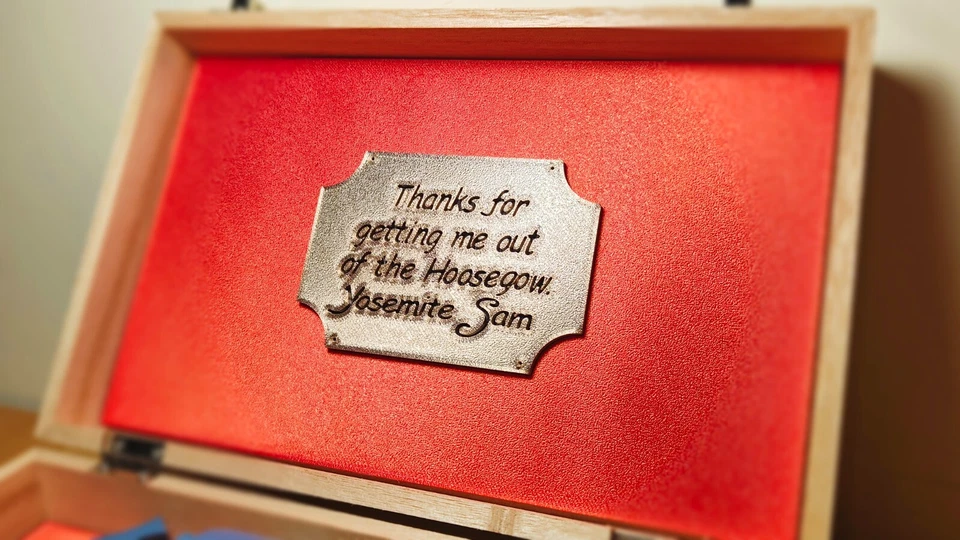 Thanks for
getting me out
of the Hoosegow.
Yosemite Sam